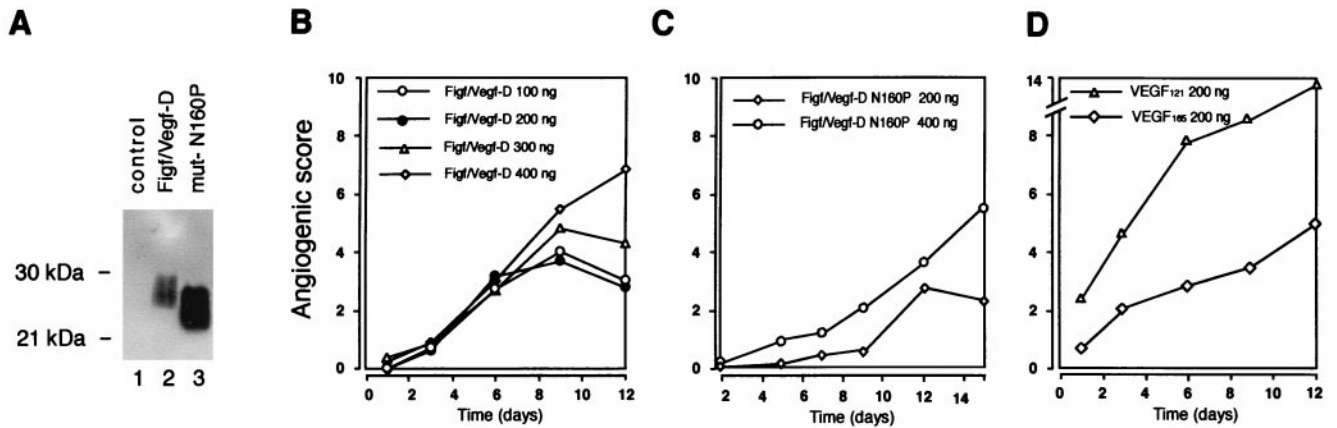 A
control
Figf/Vegf-D
mut- N160P
30 kDa
21 kDa
1 2 3
B
Angiogenic score
10
8
6
4
2
0
Figf/Vegf-D 100 ng
Figf/Vegf-D 200 ng
Figf/Vegf-D 300 ng
Figf/Vegf-D 400 ng
0 2 4 6 8 10 12
Time (days)
C
10
8
6
4
2
0
Figf/Vegf-D N160P 200 ng
Figf/Vegf-D N160P 400 ng
2 4 6 8 10 12 14
Time (days)
D
14
8
6
4
2
0
VEGF121 200 ng
VEGF165 200 ng
0 2 4 6 8 10 12
Time (days)